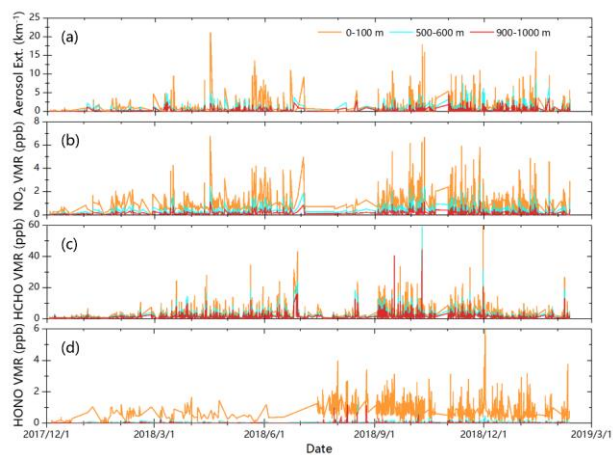 25
20
15
10
5
0
Aerosol Ext. (km⁻¹)
(a)
0-100 m 500-600 m 900-1000 m
8
6
4
2
0
NO₂ VMR (ppb)
(b)
60
40
20
0
HCHO VMR (ppb)
(c)
6
4
2
0
HONO VMR (ppb)
(d)
2017/12/1 2018/3/1 2018/6/1 2018/9/1 2018/12/1 2019/3/1
Date